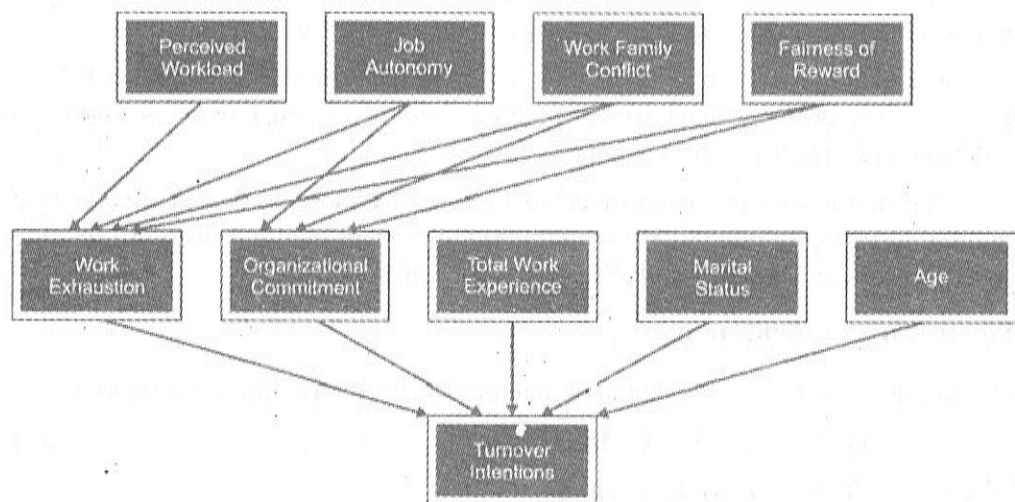 Perceived
Workload
Job
Autonomy
Work Family
Conflict
Fairness of
Reward
Work
Exhaustion
Organizational
Commitment
Total Work
Experience
Marital
Status
Age
Turnover
Intentions